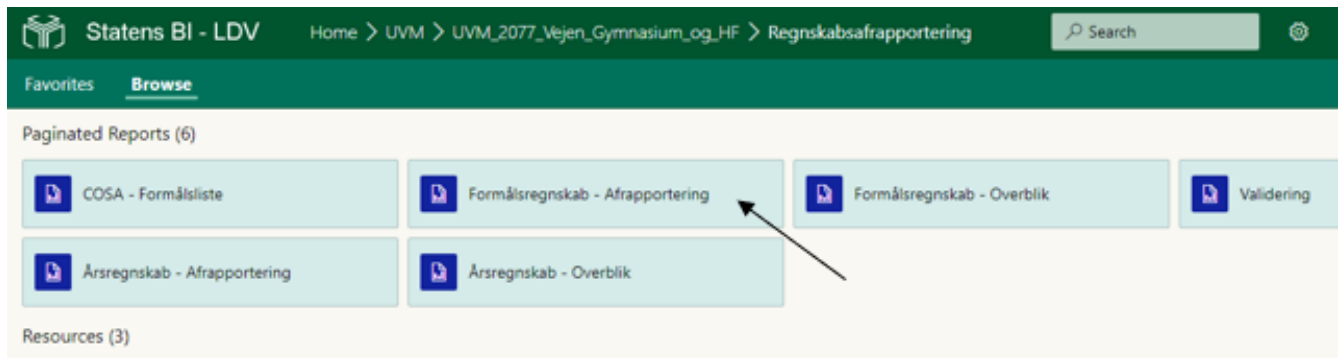 Statens BI - LDV Home > UVM > UVM_2077_Vejen_Gymnasium_og_HF > Regnskabsafrapportering Search
Favorites Browse
Paginated Reports (6)
COSA - Formålsliste Formålsregnskab - Afrapportering Formålsregnskab - Overblik Validering
Årsregnskab - Afrapportering Årsregnskab - Overblik
Resources (3)